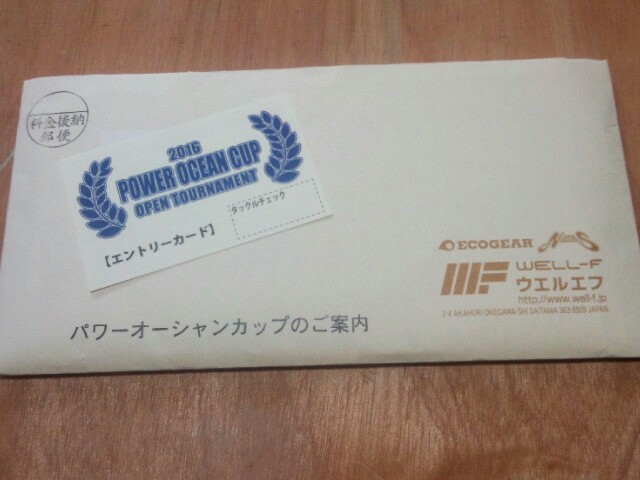 料金後納
郵便
2016
POWER OCEAN CUP
OPEN TOURNAMENT
タックルチェック
【エントリーカード】
ECOGEAR
WELL-F
ウエルエフ
http://www.well-f.jp
パワーオーシャンカップのご案内